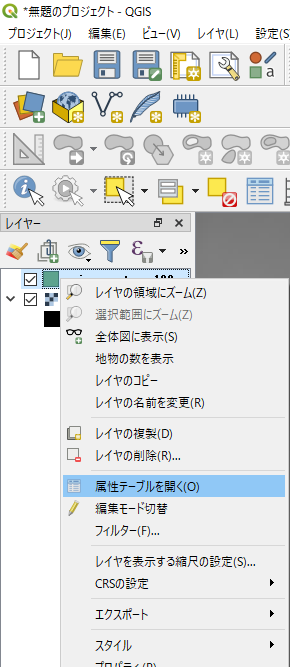 *無題のプロジェクト - QGIS
プロジェクト(J) 編集(E) ビュー(V) レイヤ(L) 設定(S)
レイヤー
レイヤの領域にズーム(Z)
選択範囲にズーム(Z)
全体図に表示(S)
地物の数を表示
レイヤのコピー
レイヤの名前を変更(R)
レイヤの複製(D)
レイヤの削除(R)...
属性テーブルを開く(O)
編集モード切替
フィルター(F)...
レイヤを表示する縮尺の設定(S)...
CRSの設定
エクスポート
スタイル
プロパティ(P)...